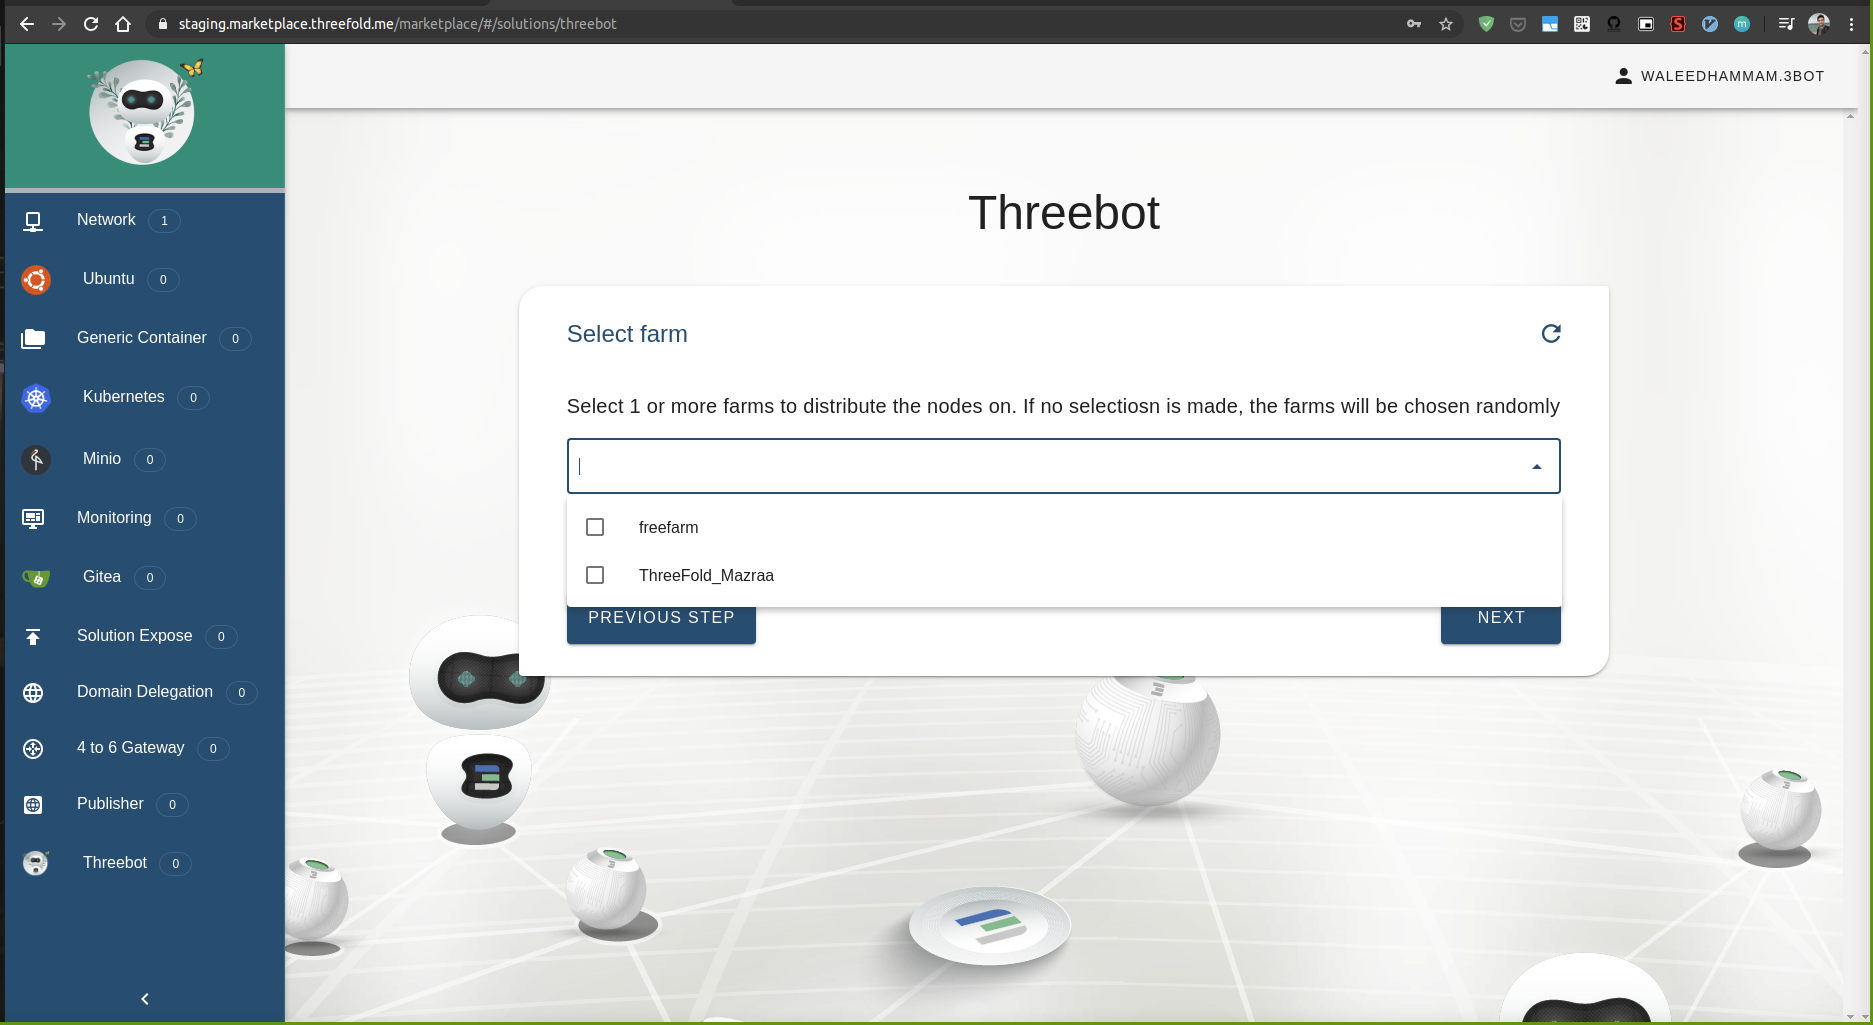 staging.marketplace.threefold.me/marketplace/#/solutions/threebot
WALEEDHAMMAM.3BOT
Network 1
Ubuntu 0
Generic Container 0
Kubernetes 0
Minio 0
Monitoring 0
Gitea 0
Solution Expose 0
Domain Delegation 0
4 to 6 Gateway 0
Publisher 0
Threebot 0
Threebot
Select farm
Select 1 or more farms to distribute the nodes on. If no selectiosn is made, the farms will be chosen randomly
freefarm
ThreeFold_Mazraa
PREVIOUS STEP
NEXT